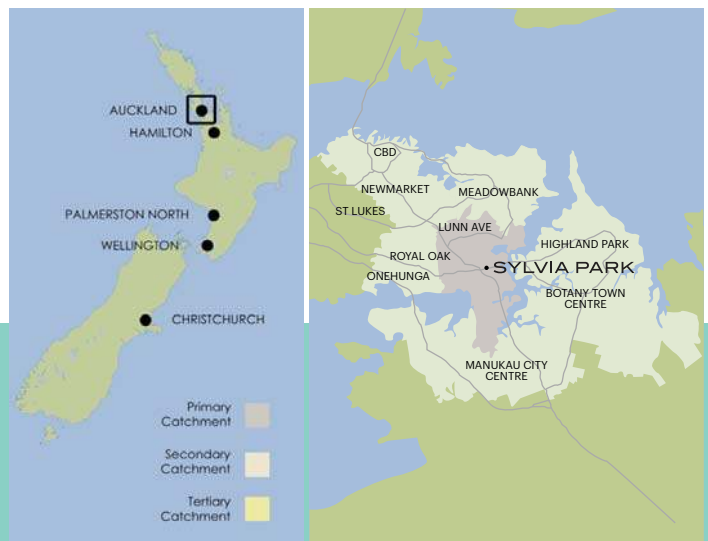 AUCKLAND
HAMILTON
PALMERSTON NORTH
WELLINGTON
CHRISTCHURCH
Primary
Catchment
Secondary
Catchment
Tertiary
Catchment
CBD
NEWMARKET
MEADOWBANK
ST LUKES
LUNN AVE
HIGHLAND PARK
ROYAL OAK
SYLVIA PARK
ONEHUNGA
BOTANY TOWN
CENTRE
MANUKAU CITY
CENTRE